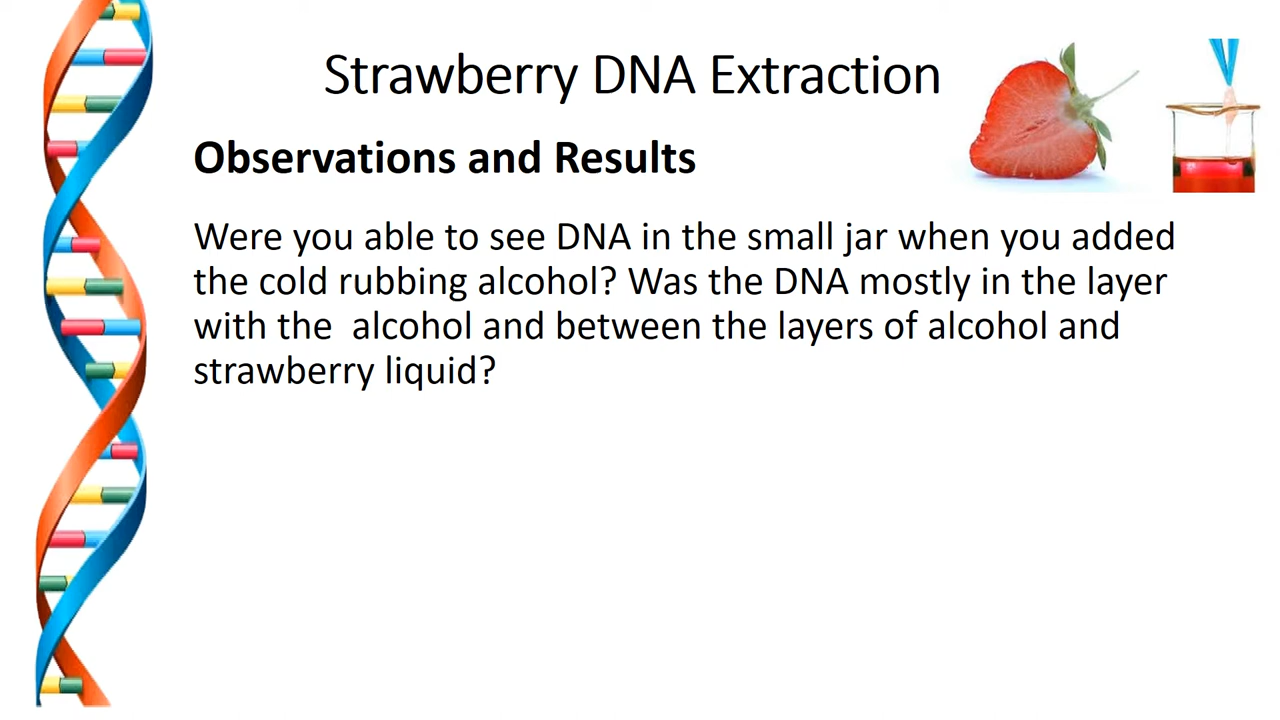 Strawberry DNA Extraction
Observations and Results
Were you able to see DNA in the small jar when you added
the cold rubbing alcohol? Was the DNA mostly in the layer
with the  alcohol and between the layers of alcohol and
strawberry liquid?